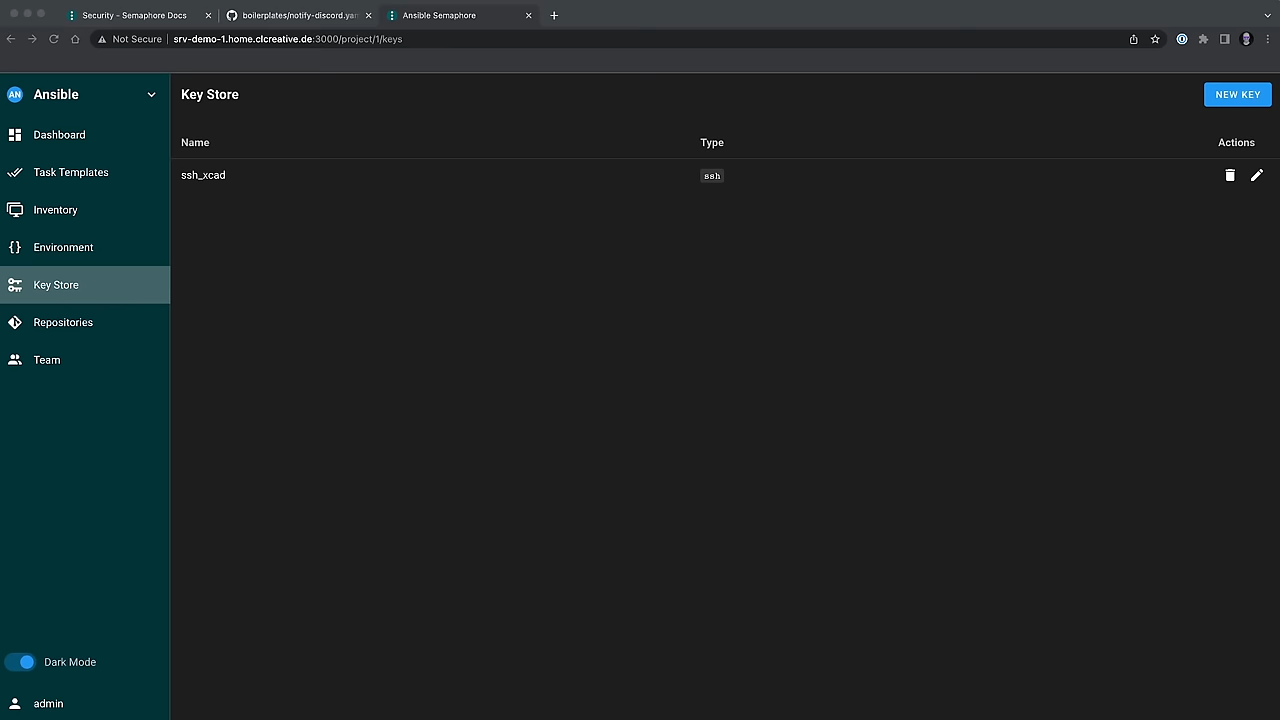 Security – Semaphore Docs
boilerplates/notify-discord.yam
Ansible Semaphore
Not Secure
srv-demo-1.home.clcreative.de:3000/project/1/keys
AN
Ansible
Key Store
NEW KEY
Dashboard
Task Templates
Inventory
Environment
Key Store
Repositories
Team
Name
Type
Actions
ssh_xcad
ssh
Dark Mode
admin